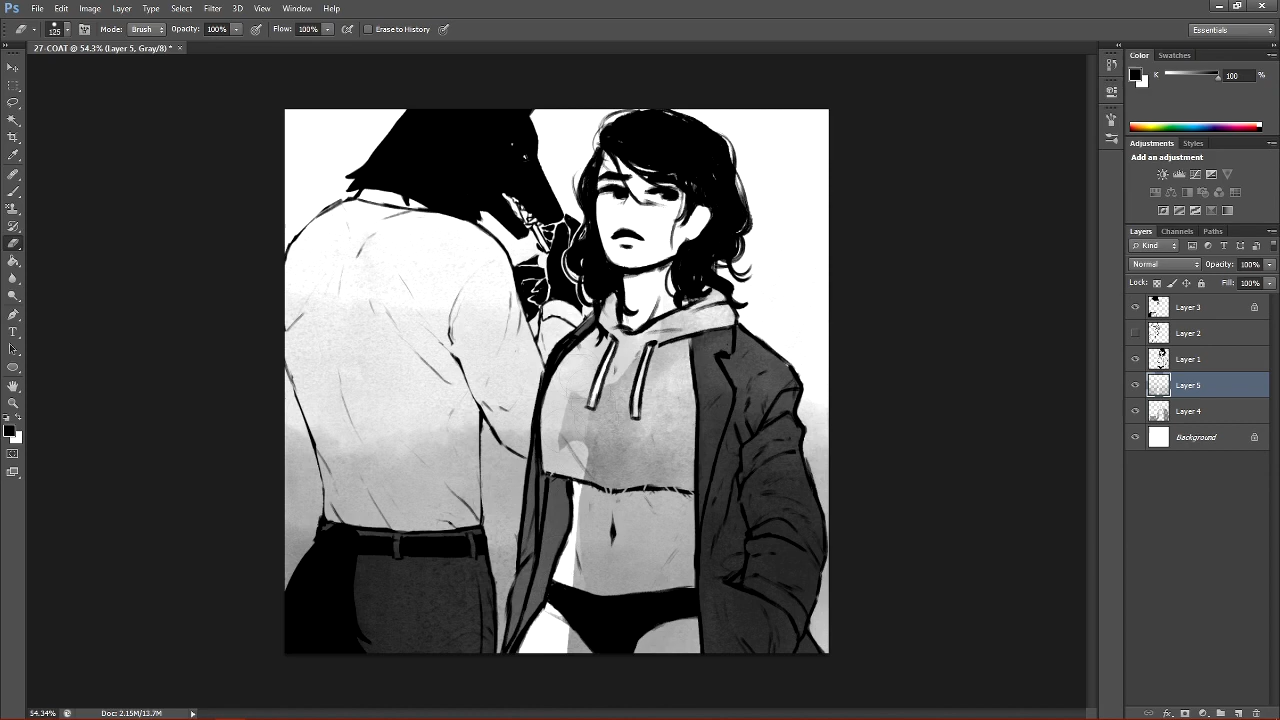 Ps File Edit Image Layer Type Select Filter 3D View Window Help
125 Mode: Brush Opacity: 100% Flow: 100% Erase to History Essentials
27-COAT @ 54.3% (Layer 5, Gray/8) * ×
Color Swatches
K 100 %
Adjustments Styles
Add an adjustment
Layers Channels Paths
Kind
Normal Opacity: 100%
Lock: Fill: 100%
Layer 3
Layer 2
Layer 1
Layer 5
Layer 4
Background
54.34% Doc: 2.15M/13.7M